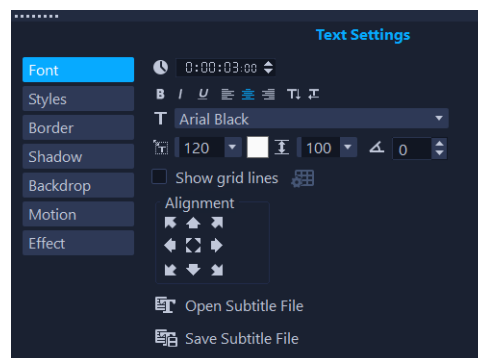 Text Settings
Font
0:00:03:00
Styles
B I U
Border
T Arial Black
Shadow
120 100 0
Backdrop
Show grid lines
Motion
Alignment
Effect
Open Subtitle File
Save Subtitle File